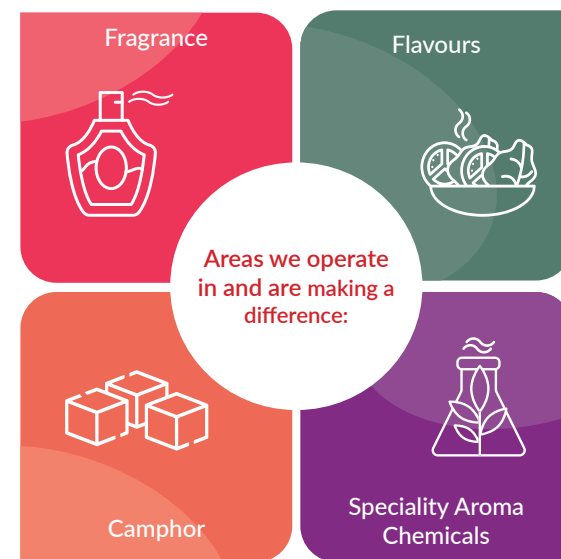 Fragrance
Flavours
Areas we operate
in and are making a
difference:
Camphor
Speciality Aroma
Chemicals